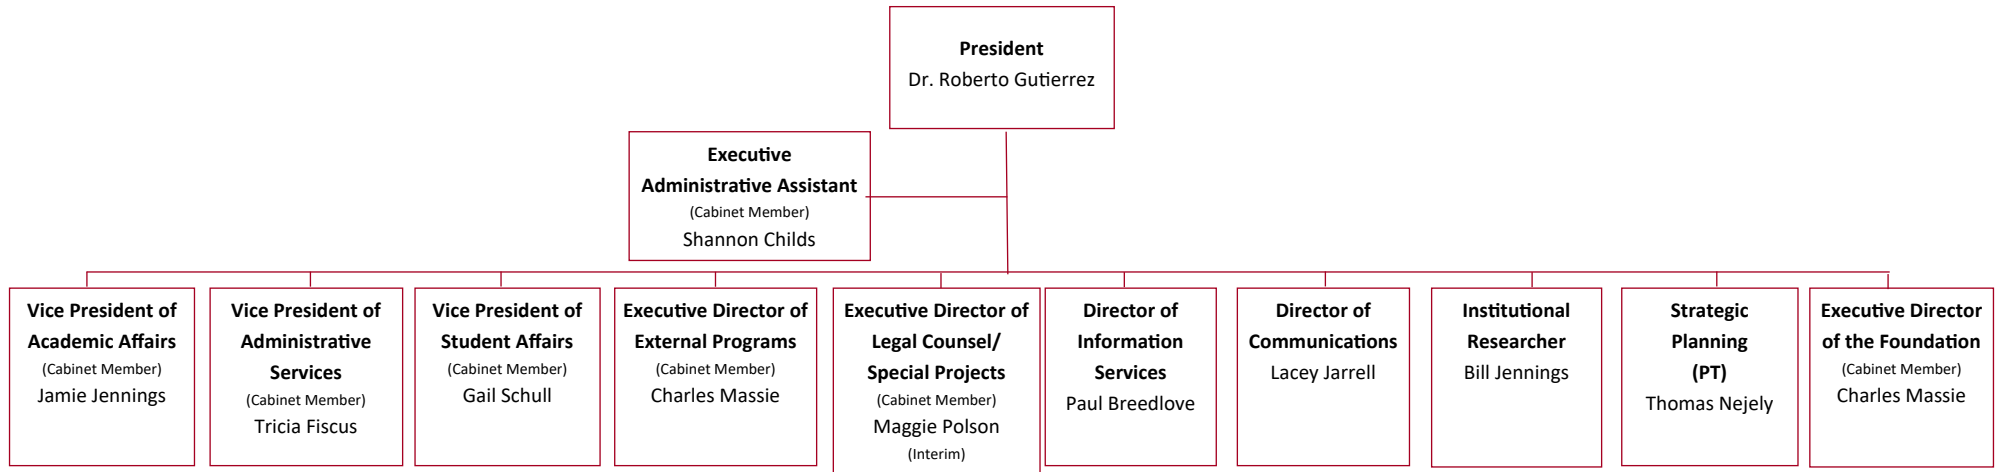 President
Dr. Roberto Gutierrez
Executive
Administrative Assistant
(Cabinet Member)
Shannon Childs
Vice President of
Academic Affairs
(Cabinet Member)
Jamie Jennings
Vice President of
Administrative
Services
(Cabinet Member)
Tricia Fiscus
Vice President of
Student Affairs
(Cabinet Member)
Gail Schull
Executive Director of
External Programs
(Cabinet Member)
Charles Massie
Executive Director of
Legal Counsel/
Special Projects
(Cabinet Member)
Maggie Polson
(Interim)
Director of
Information
Services
Paul Breedlove
Director of
Communications
Lacey Jarrell
Institutional
Researcher
Bill Jennings
Strategic
Planning
(PT)
Thomas Nejely
Executive Director
of the Foundation
(Cabinet Member)
Charles Massie